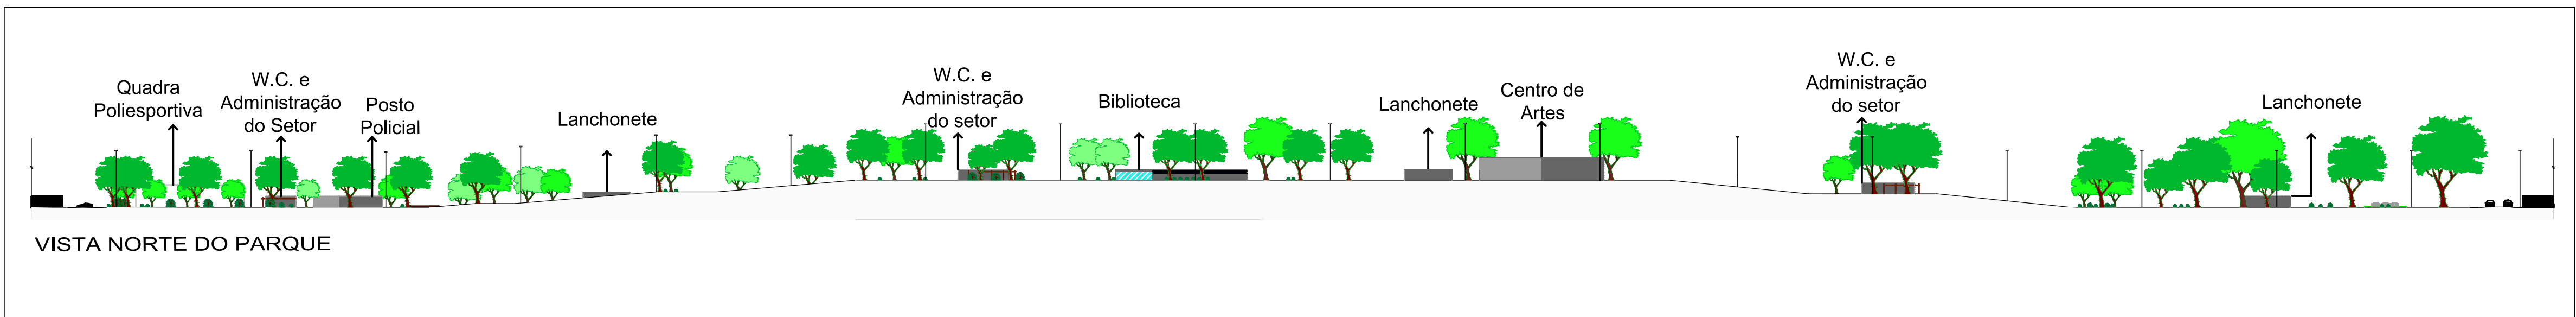 Quadra
Poliesportiva
W.C. e
Administração
do Setor
Posto
Policial
Lanchonete
W.C. e
Administração
do setor
Biblioteca
Lanchonete
Centro de
Artes
W.C. e
Administração
do setor
Lanchonete
VISTA NORTE DO PARQUE